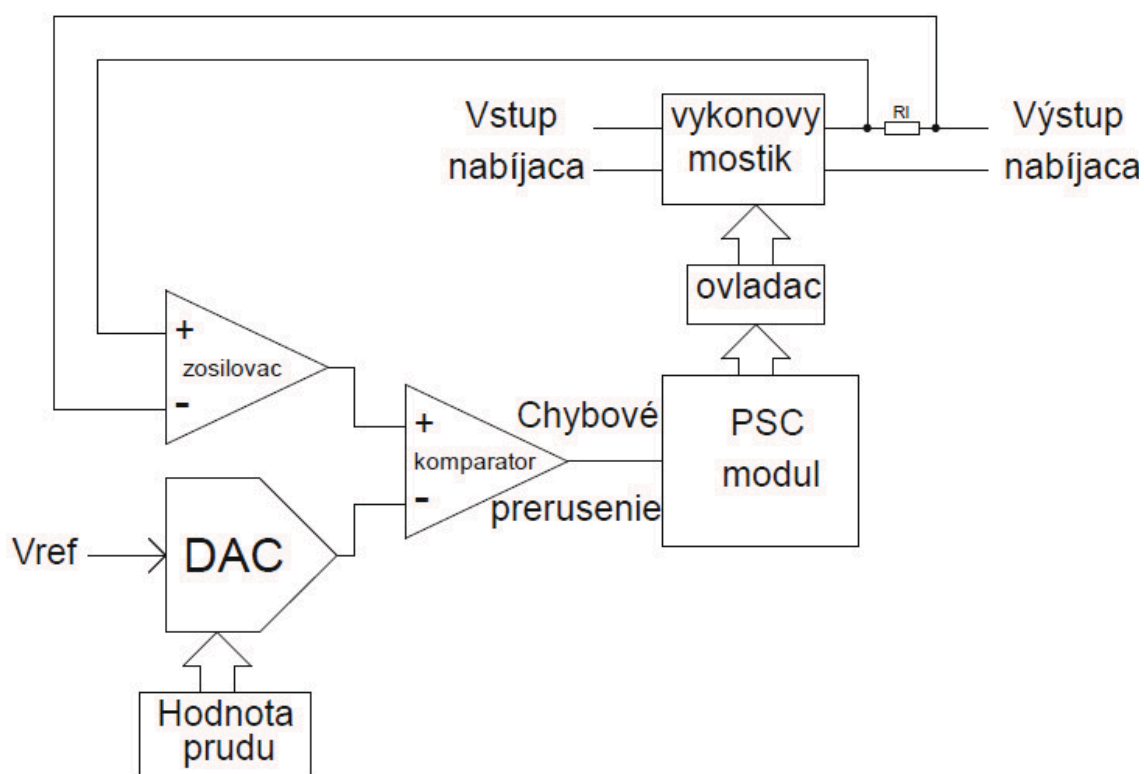 Vstup
nabíjaca
vykonovy
mostik
RI
Výstup
nabíjaca
ovladac
+
zosilovac
-
+
komparator
-
Chybové
prerusenie
PSC
modul
Vref
DAC
Hodnota
prudu